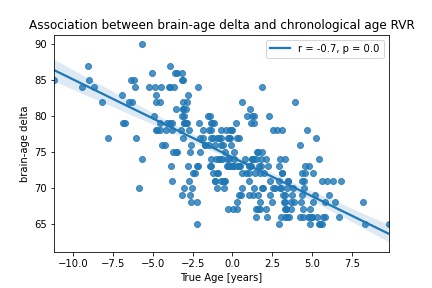 Association between brain-age delta and chronological age RVR
r = -0.7, p = 0.0
brain-age delta
90
85
80
75
70
65
−10.0 −7.5 −5.0 −2.5 0.0 2.5 5.0 7.5
True Age [years]